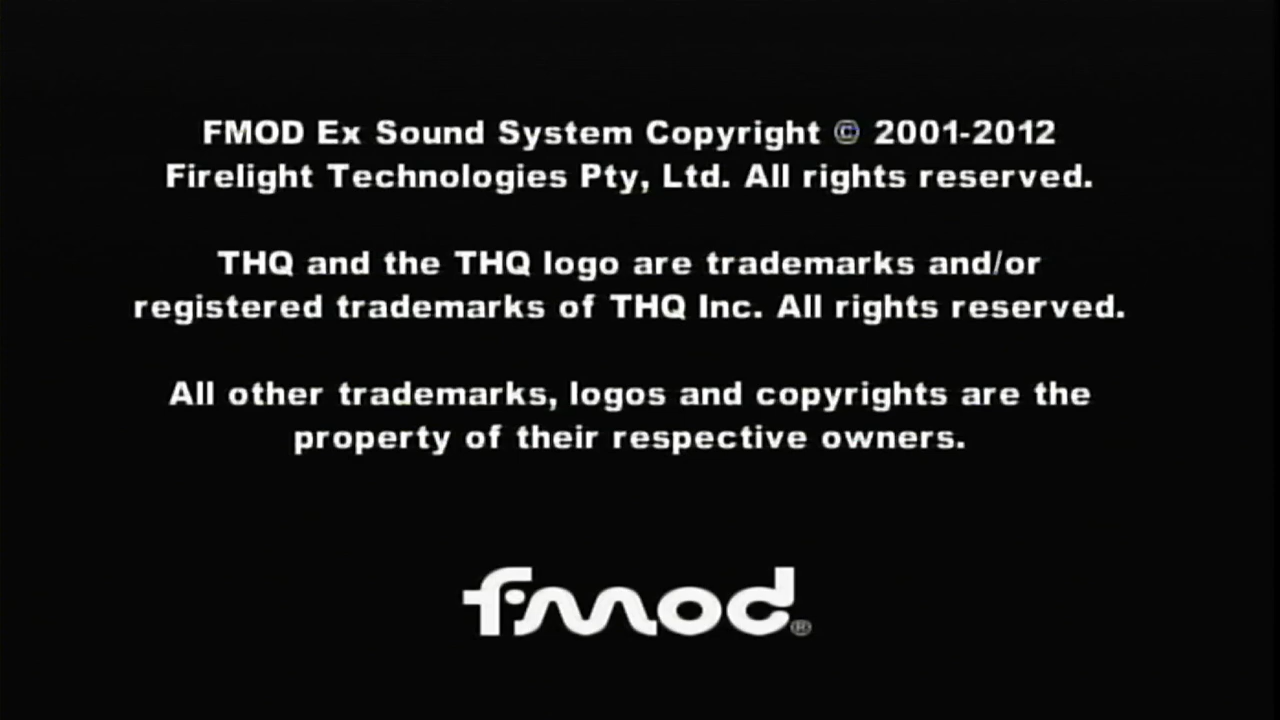 FMOD Ex Sound System Copyright © 2001-2012
Firelight Technologies Pty, Ltd. All rights reserved.
THQ and the THQ logo are trademarks and/or
registered trademarks of THQ Inc. All rights reserved.
All other trademarks, logos and copyrights are the
property of their respective owners.
fmod®